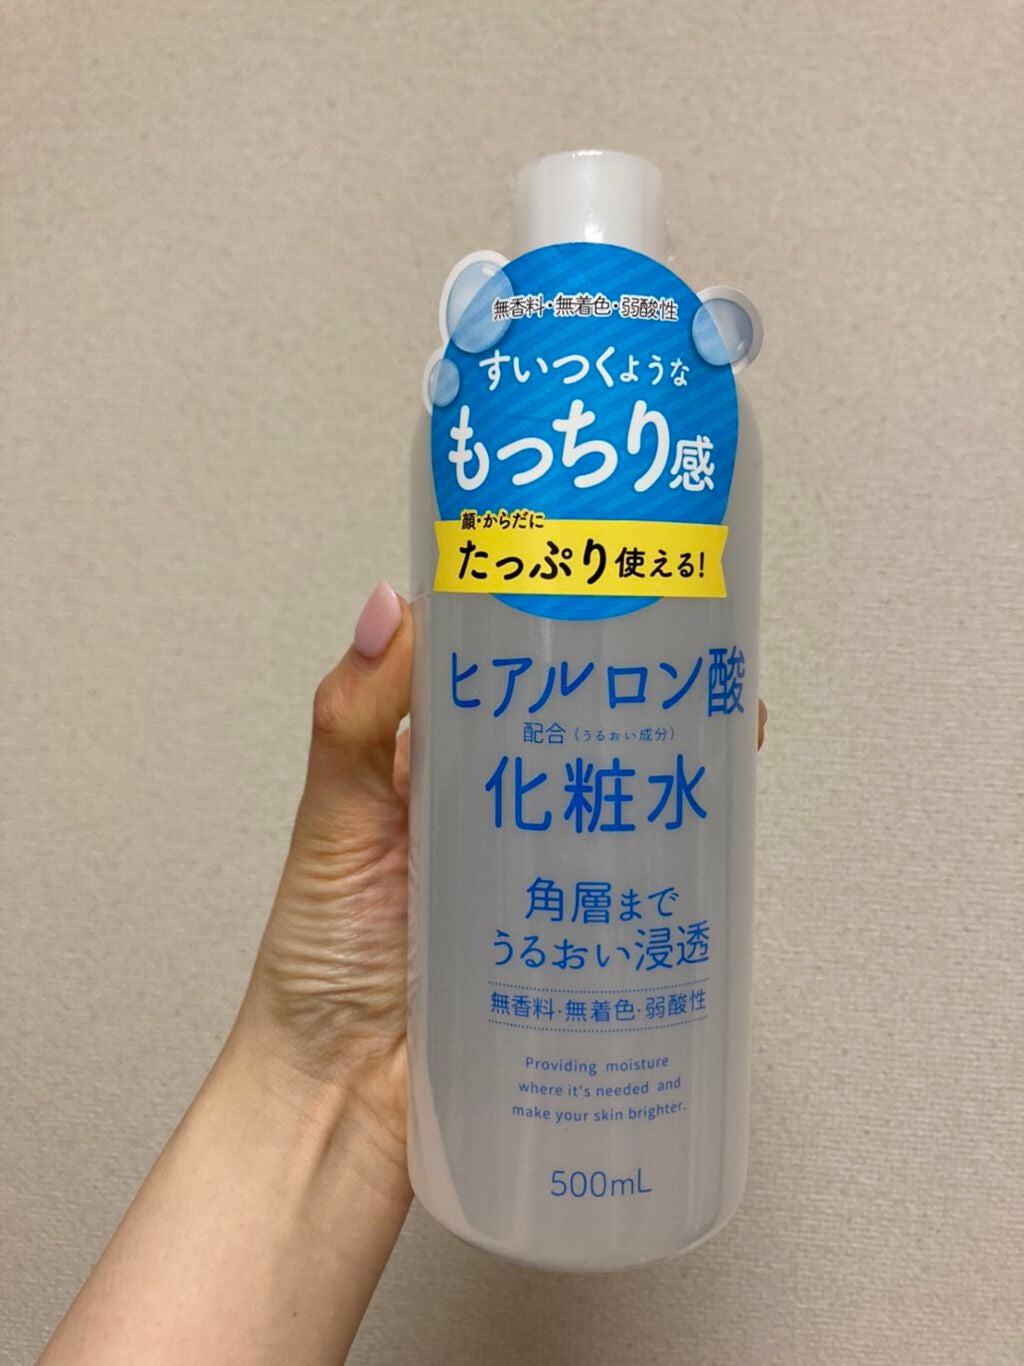 無香料・無着色・弱酸性
すいつくような
もっちり感
顔・からだに
たっぷり使える!
ヒアルロン酸
配合(うるおい成分)
化粧水
角層まで
うるおい浸透
無香料・無着色・弱酸性
Providing moisture
where it's needed and
make your skin brighter.
500mL